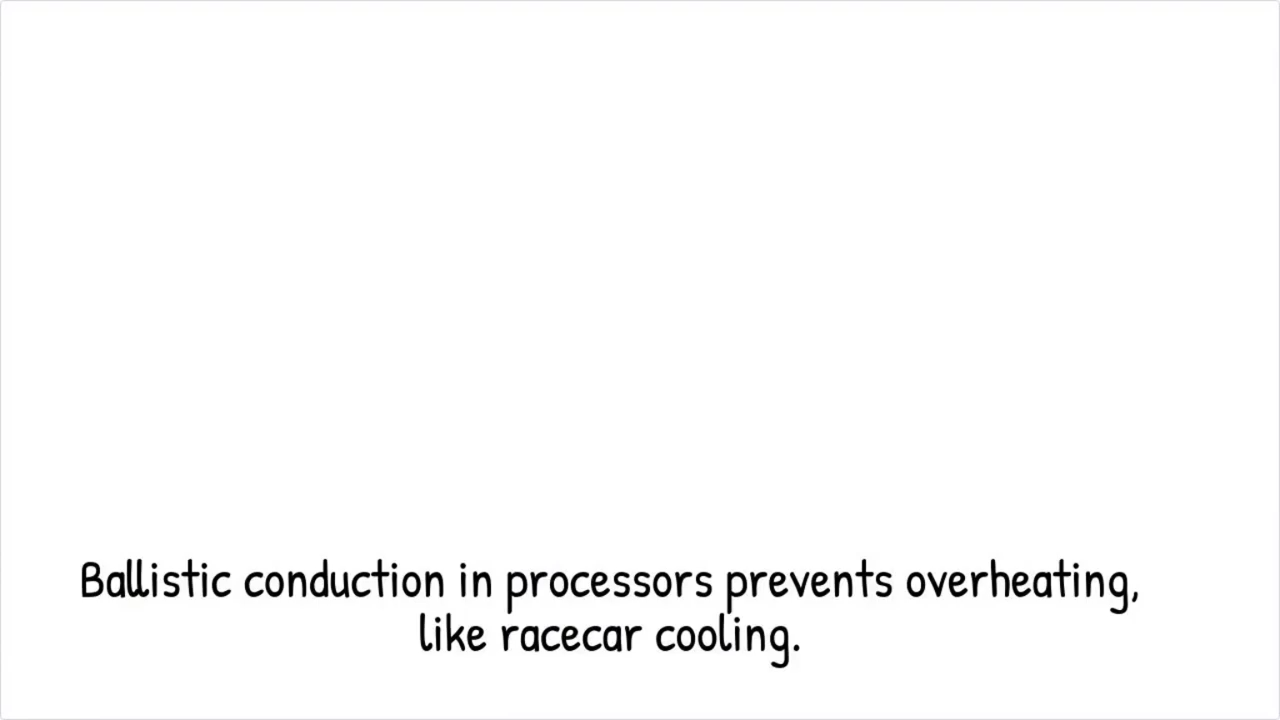 Ballistic conduction in processors prevents overheating,
like racecar cooling.